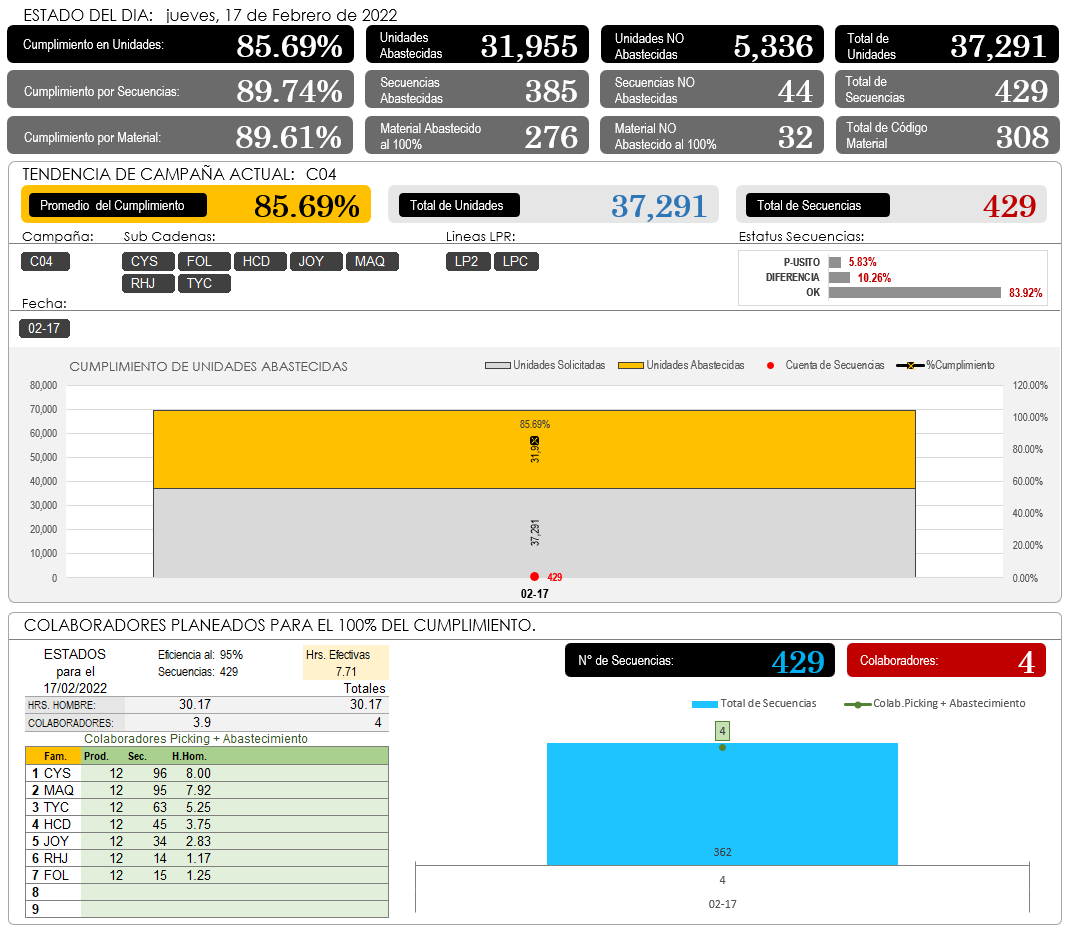 ESTADO DEL DIA: jueves, 17 de Febrero de 2022
Cumplimiento en Unidades: 85.69%
Unidades Abastecidas 31,955
Unidades NO Abastecidas 5,336
Total de Unidades 37,291
Cumplimiento por Secuencias: 89.74%
Secuencias Abastecidas 385
Secuencias NO Abastecidas 44
Total de Secuencias 429
Cumplimiento por Material: 89.61%
Material Abastecido al 100% 276
Material NO Abastecido al 100% 32
Total de Código Material 308
TENDENCIA DE CAMPAÑA ACTUAL: C04
Promedio del Cumplimiento 85.69%
Total de Unidades 37,291
Total de Secuencias 429
Campaña: Sub Cadenas: Lineas LPR: Estatus Secuencias:
C04 CYS FOL HCD JOY MAQ LP2 LPC
RHJ TYC
P-USITO 5.83%
DIFERENCIA 10.26%
OK 83.92%
Fecha:
02-17
CUMPLIMIENTO DE UNIDADES ABASTECIDAS
Unidades Solicitadas Unidades Abastecidas Cuenta de Secuencias %Cumplimiento
80,000 120.00%
70,000 100.00%
60,000 80.00%
50,000 60.00%
40,000 40.00%
30,000 20.00%
20,000 0.00%
10,000
0
85.69%
37,291
429
02-17
COLABORADORES PLANEADOS PARA EL 100% DEL CUMPLIMIENTO.
ESTADOS para el 17/02/2022
Eficiencia al: 95%
Secuencias: 429
Hrs. Efectivas
7.71
Totales
HRS. HOMBRE: 30.17 30.17
COLABORADORES: 3.9 4
Colaboradores Picking + Abastecimiento
Fam. Prod. Sec. H.Hom.
1 CYS 12 96 8.00
2 MAQ 12 95 7.92
3 TYC 12 63 5.25
4 HCD 12 45 3.75
5 JOY 12 34 2.83
6 RHJ 12 14 1.17
7 FOL 12 15 1.25
8
9
N° de Secuencias: 429
Colaboradores: 4
Total de Secuencias Colab.Picking + Abastecimiento
4
362
4
02-17